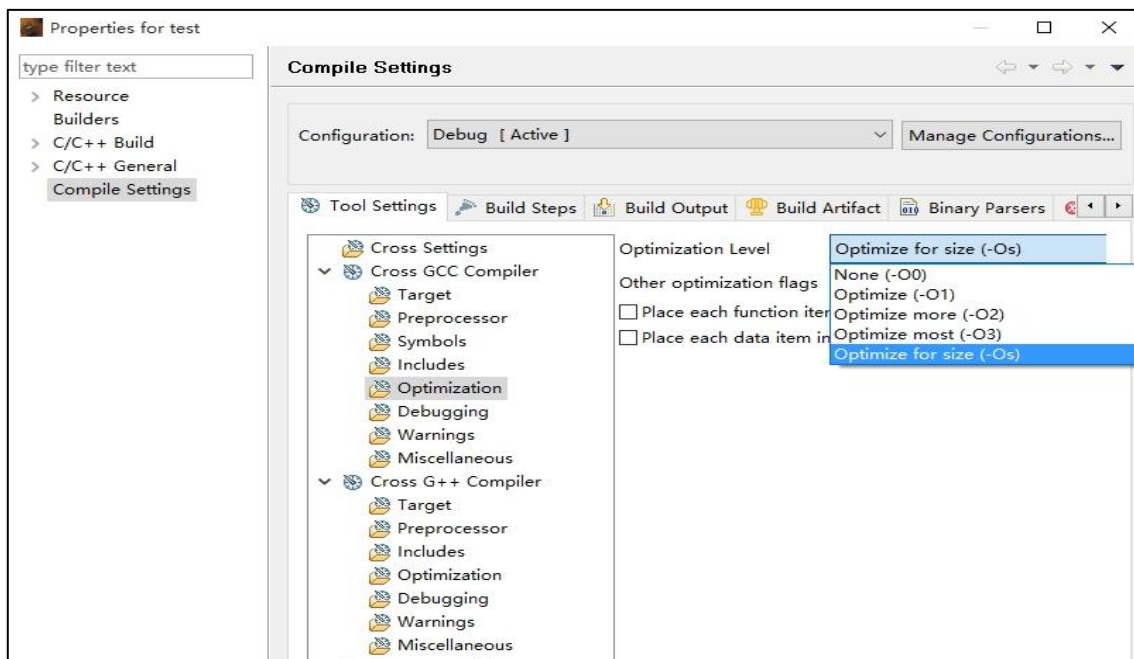 Properties for test
type filter text
Resource
Builders
C/C++ Build
C/C++ General
Compile Settings
Compile Settings
Configuration: Debug [ Active ]
Manage Configurations...
Tool Settings
Build Steps
Build Output
Build Artifact
Binary Parsers
Cross Settings
Cross GCC Compiler
Target
Preprocessor
Symbols
Includes
Optimization
Debugging
Warnings
Miscellaneous
Cross G++ Compiler
Target
Preprocessor
Includes
Optimization
Debugging
Warnings
Miscellaneous
Optimization Level
Optimize for size (-Os)
Other optimization flags
Place each function
Place each data item in
None (-O0)
Optimize (-O1)
Optimize more (-O2)
Optimize most (-O3)
Optimize for size (-Os)